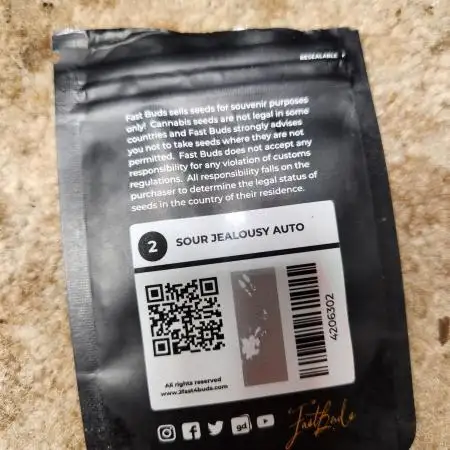 RESEALABLE
Fast Buds sells seeds for souvenir purposes
only! Cannabis seeds are not legal in some
countries and Fast Buds strongly advises
you not to take seeds where they are not
permitted. Fast Buds does not accept any
responsibility for any violation of customs
regulations. All responsibility falls on the
purchaser to determine the legal status of
seeds in the country of their residence.
2 SOUR JEALOUSY AUTO
4206302
All rights reserved
www.2fast4buds.com
gd
FastBuds